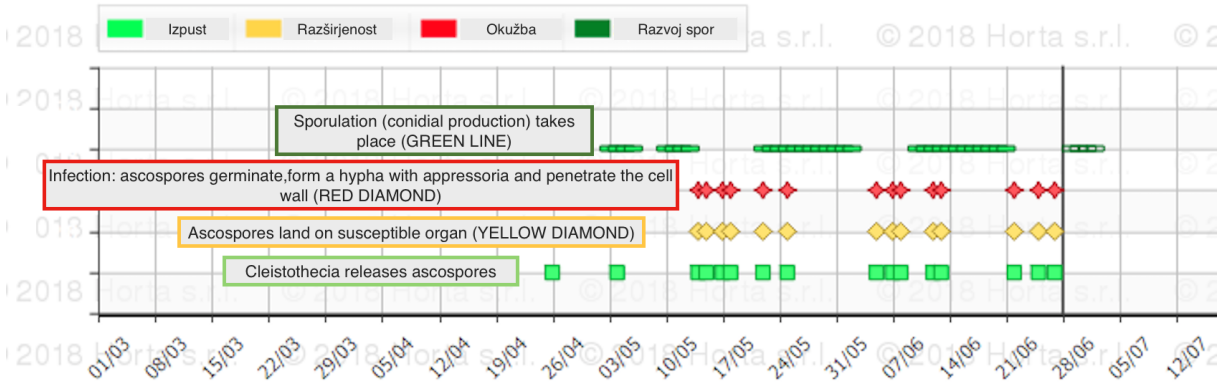 Izpust Razširjenost Okužba Razvoj spor
© 2018 Horta s.r.l.
Sporulation (conidial production) takes
place (GREEN LINE)
Infection: ascospores germinate,form a hypha with appressoria and penetrate the cell
wall (RED DIAMOND)
Ascospores land on susceptible organ (YELLOW DIAMOND)
Cleistothecia releases ascospores
01/03 08/03 15/03 22/03 29/03 05/04 12/04 19/04 26/04 03/05 10/05 17/05 24/05 31/05 07/06 14/06 21/06 28/06 05/07 12/07